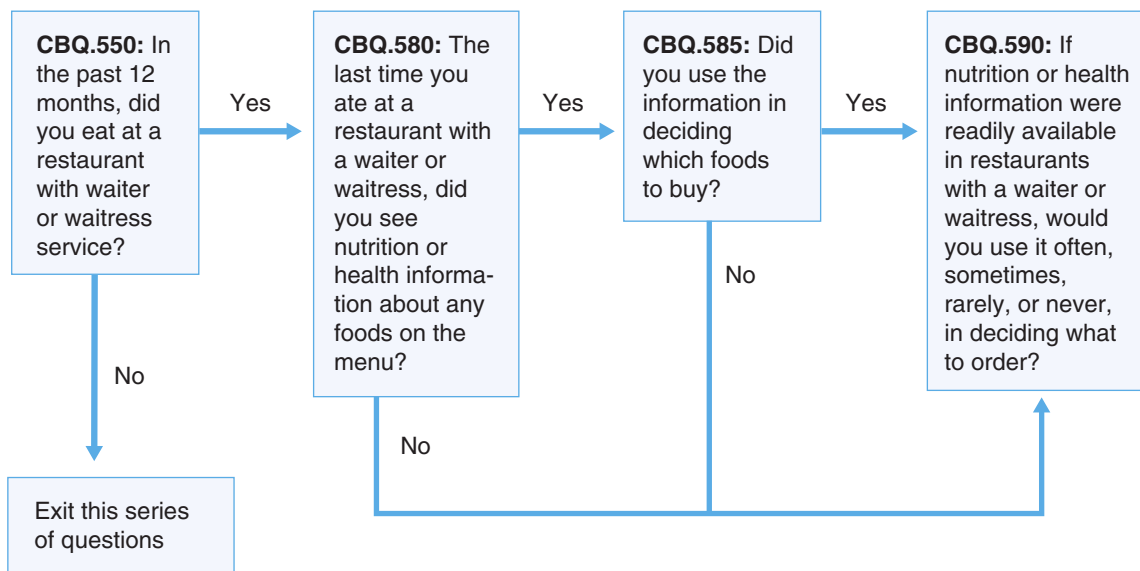 CBQ.550: In
the past 12
months, did
you eat at a
restaurant
with waiter
or waitress
service?
Yes
No
Exit this series
of questions
CBQ.580: The
last time you
ate at a
restaurant with
a waiter or
waitress, did
you see
nutrition or
health informa-
tion about any
foods on the
menu?
Yes
No
CBQ.585: Did
you use the
information in
deciding
which foods
to buy?
Yes
No
CBQ.590: If
nutrition or health
information were
readily available
in restaurants
with a waiter or
waitress, would
you use it often,
sometimes,
rarely, or never,
in deciding what
to order?